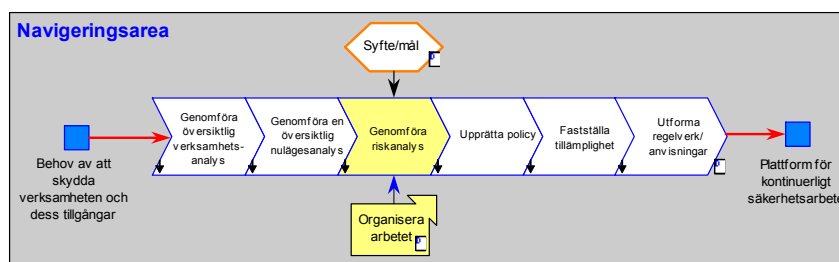 Navigeringsarea
Syfte/mål
Genomföra
översiktlig
verksamhets-
analys
Genomföra en
översiktlig
nulägesanalys
Genomföra
riskanalys
Upprätta policy
Fastställa
tillämplighet
Utforma
regelverk/
anvisningar
Behov av att
skydda
verksamheten och
dess tillgångar
Plattform för
kontinuerligt
säkerhetsarbete
Organisera
arbetet